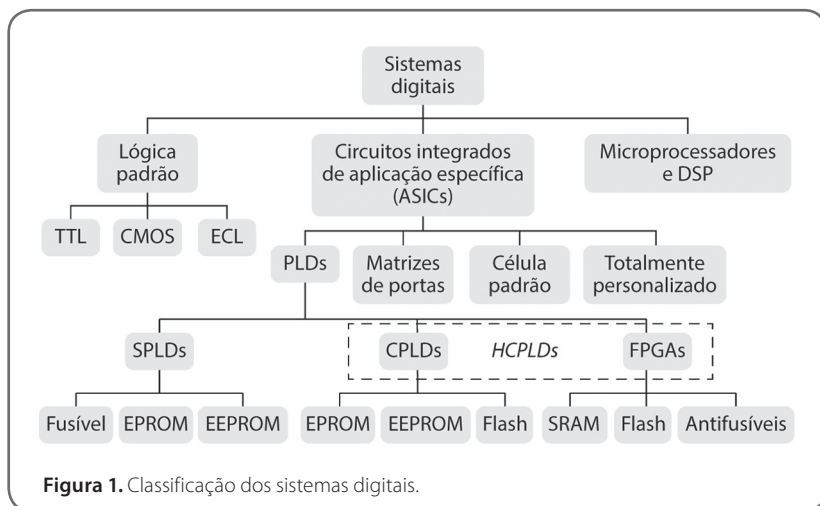 Sistemas
digitais
Lógica
padrão
Circuitos integrados
de aplicação específica
(ASICs)
Microprocessadores
e DSP
TTL
CMOS
ECL
PLDs
Matrizes
de portas
Célula
padrão
Totalmente
personalizado
SPLDs
CPLDs
HCPLDs
FPGAs
Fusível
EPROM
EEPROM
EPROM
EEPROM
Flash
SRAM
Flash
Antifusíveis
Figura 1. Classificação dos sistemas digitais.